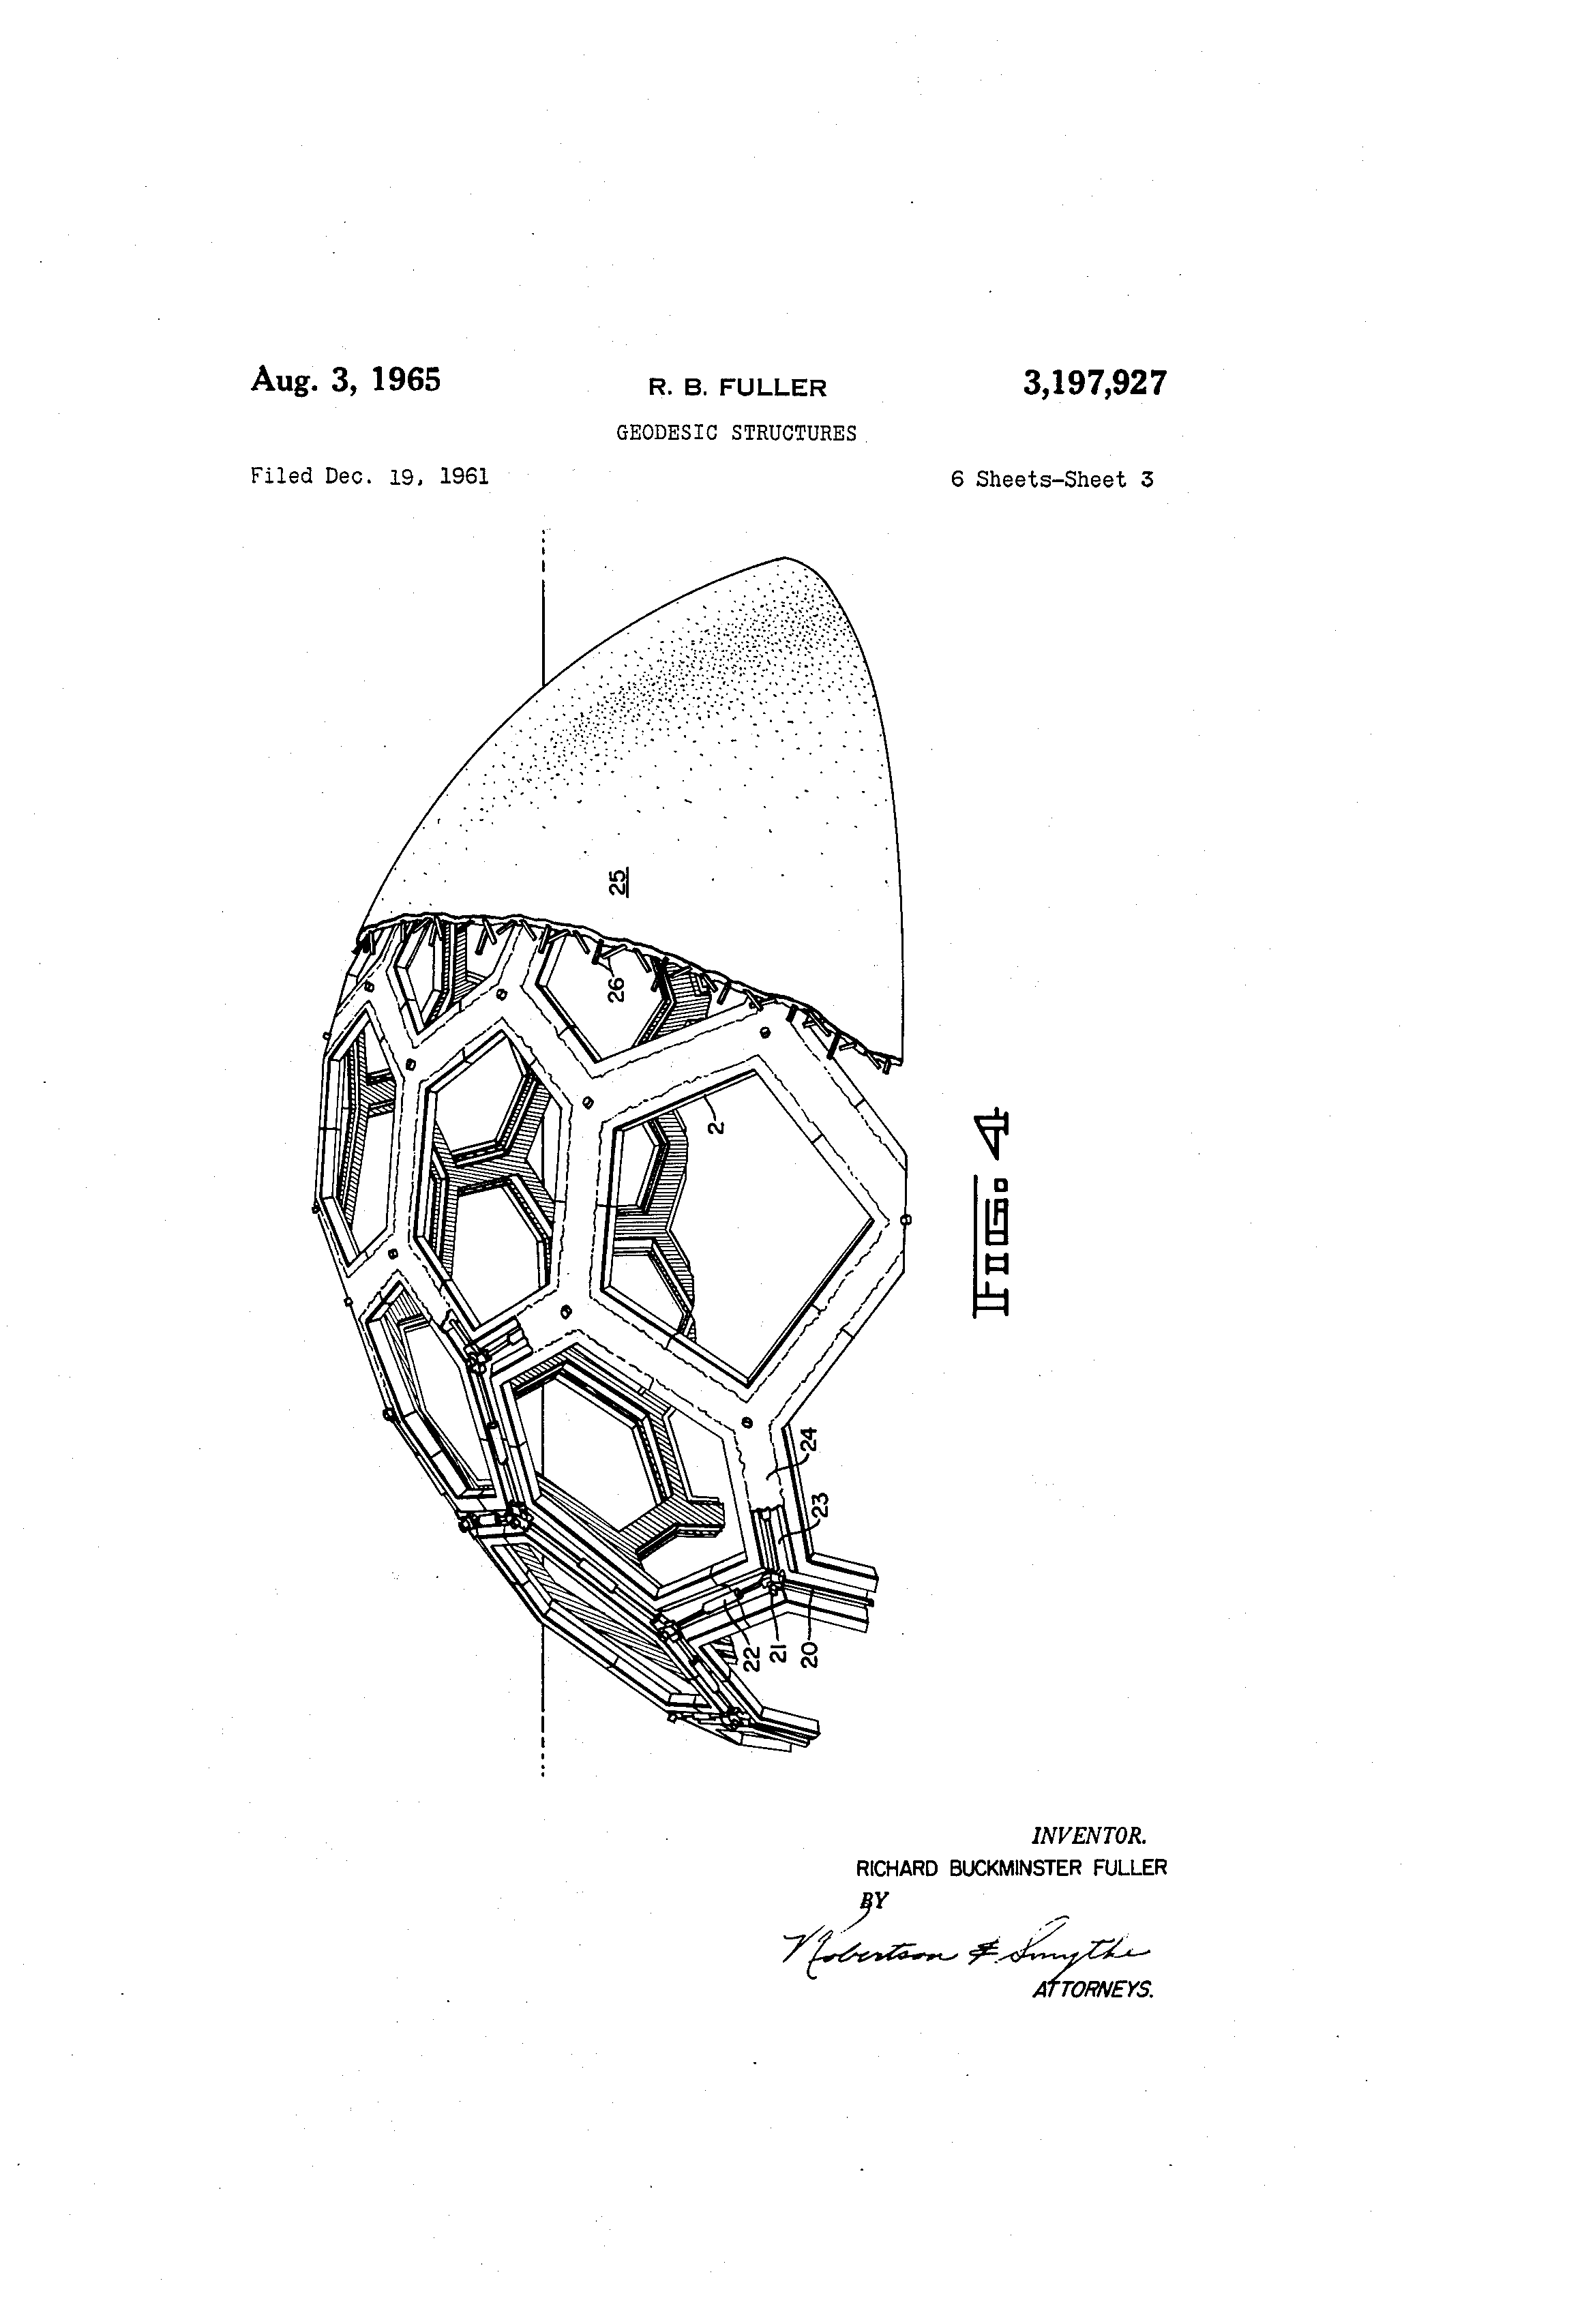 Aug. 3, 1965
R. B. FULLER
3,197,927
GEODESIC STRUCTURES
Filed Dec. 19, 1961
6 Sheets-Sheet 3
25
26
2
24
23
22
21
20
FIG. 4
INVENTOR.
RICHARD BUCKMINSTER FULLER
BY
Robertson & Smythe
ATTORNEYS.